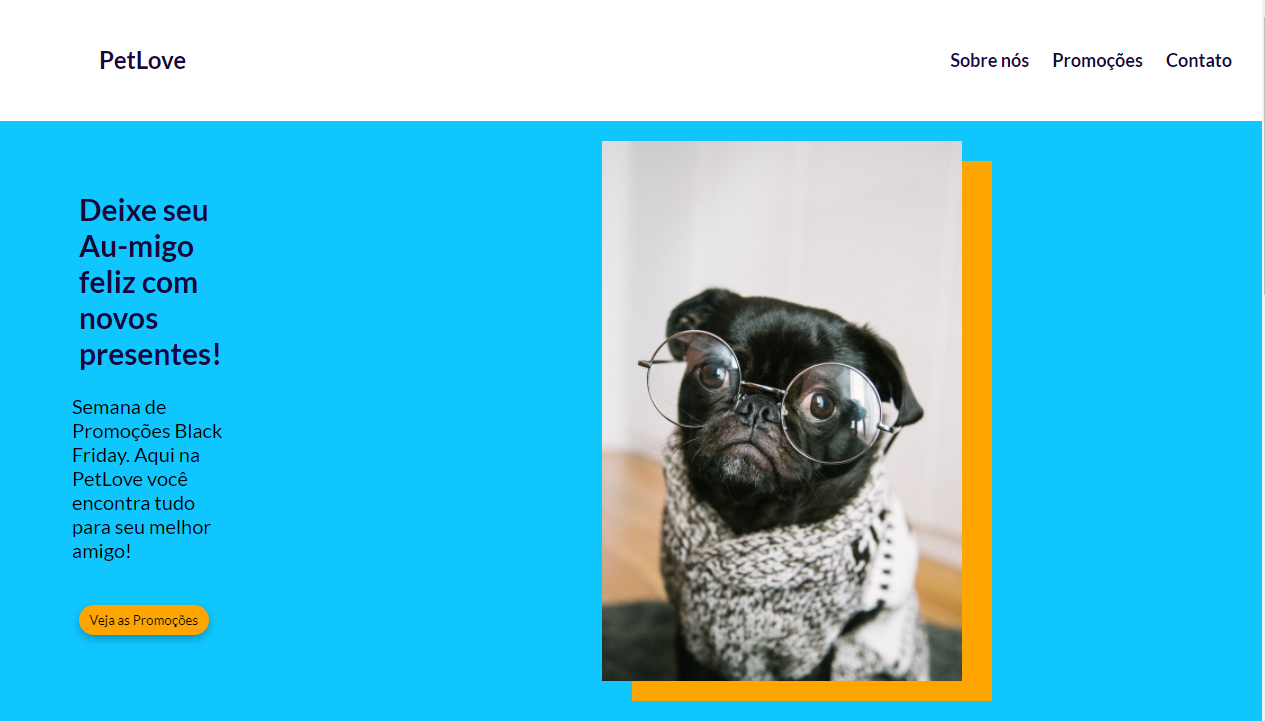 PetLove
Sobre nós Promoções Contato
Deixe seu
Au-migo
feliz com
novos
presentes!
Semana de
Promoções Black
Friday. Aqui na
PetLove você
encontra tudo
para seu melhor
amigo!
Veja as Promoções